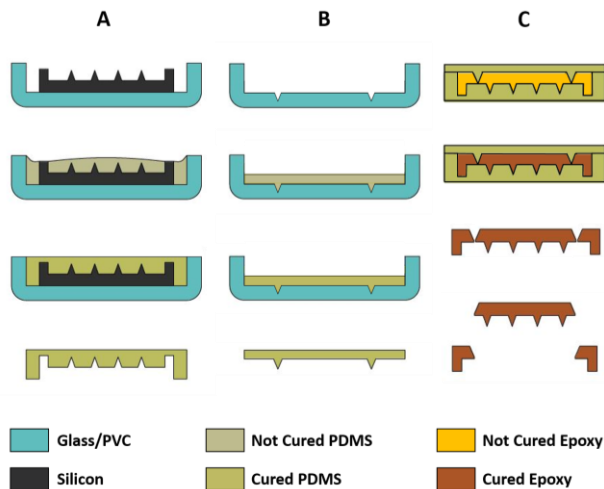 A
B
C
Glass/PVC
Not Cured PDMS
Not Cured Epoxy
Silicon
Cured PDMS
Cured Epoxy